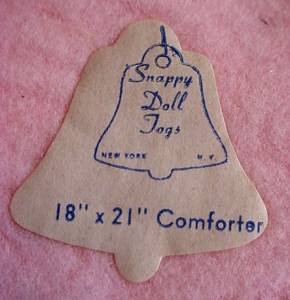 Snappy
Doll
Togs
NEW YORK N.Y.
18" x 21" Comforter